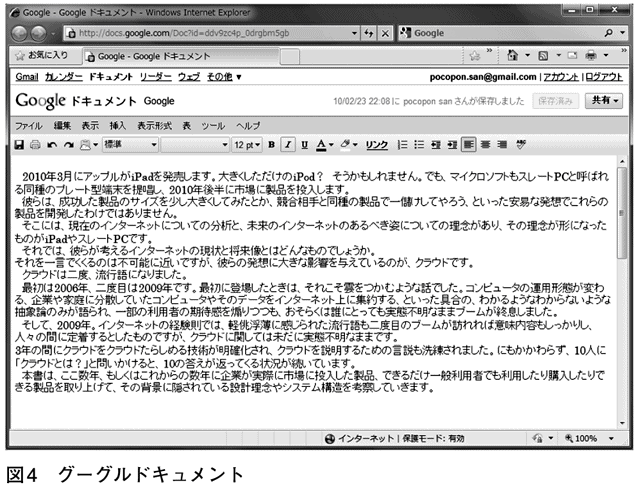 Google - Google ドキュメント - Windows Internet Explorer
http://docs.google.com/Doc?id=ddv9zc4p_0drgbm5gb
Google
お気に入り
Google - Google ドキュメント
Gmail カレンダー ドキュメント リーダー ウェブ その他 ▼
pocopon.san@gmail.com | アカウント | ログアウト
Google ドキュメント Google
10/02/23 22:08 に pocopon san さんが保存しました 保存済み 共有
ファイル 編集 表示 挿入 表示形式 表 ツール ヘルプ
標準 12 pt B I U A リンク
2010年3月にアップルがiPadを発売します。大きくしただけのiPod？ そうかもしれません。でも、マイクロソフトもスレートPCと呼ばれ
る同種のプレート型端末を提唱し、2010年後半に市場に製品を投入します。
彼らは、成功した製品のサイズを少し大きくしてみたとか、競合相手と同種の製品で一儲けしてやろう、といった安易な発想でこれらの
製品を開発したわけではありません。
そこには、現在のインターネットについての分析と、未来のインターネットのあるべき姿についての理念があり、その理念が形になった
ものがiPadやスレートPCです。
それでは、彼らが考えるインターネットの現状と将来像とはどんなものでしょうか。
それを一言でくくるのは不可能に近いですが、彼らの発想に大きな影響を与えているのが、クラウドです。
クラウドは二度、流行語になりました。
最初は2006年、二度目は2009年です。最初に登場したときは、それこそ雲をつかむような話でした。コンピュータの運用形態が変わ
る、企業や家庭に分散していたコンピュータやそのデータをインターネット上に集約する、といった具合の、わかるようなわからないような
抽象論のみが語られ、一部の利用者の期待感を煽りつつも、おそらくは誰にとっても実態不明なままブームが終息しました。
そして、2009年。インターネットの経験則では、軽佻浮薄に感じられた流行語も二度目のブームが訪れれば意味内容もしっかりし、
人々の間に定着するとしたものですが、クラウドに関しては未だに実態不明なままです。
3年の間にクラウドをクラウドたらしめる技術が明確化され、クラウドを説明するための言説も洗練されました。にもかかわらず、10人に
「クラウドとは？」と問いかけると、10の答えが返ってくる状況が続いています。
本書は、ここ数年、もしくはこれからの数年に企業が実際に市場に投入した製品、できるだけ一般利用者でも利用したり購入したりで
きる製品を取り上げて、その背景に隠されている設計理念やシステム構造を考察していきます。
インターネット | 保護モード: 有効
100%
図4 グーグルドキュメント